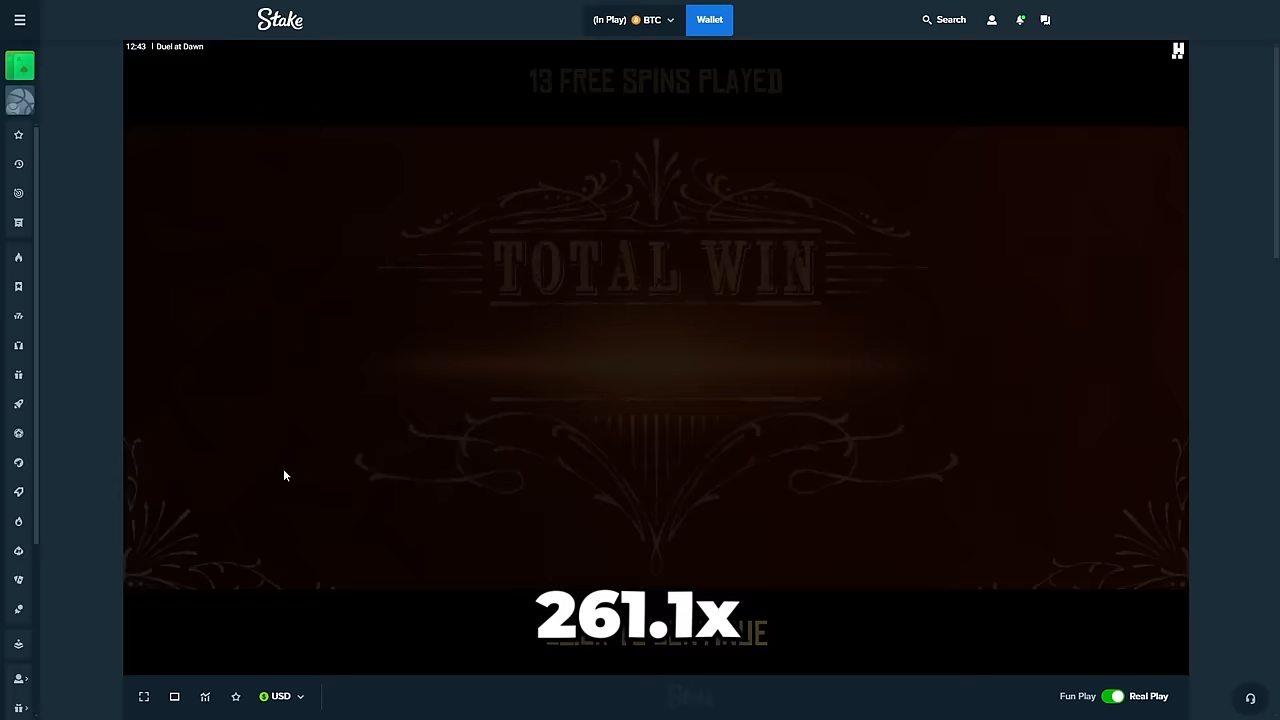 Stake
(In Play) BTC
Wallet
Search
12:43 | Duel at Dawn
13 FREE SPINS PLAYED
TOTAL WIN
261.1x
USD
Stake
Fun Play
Real Play